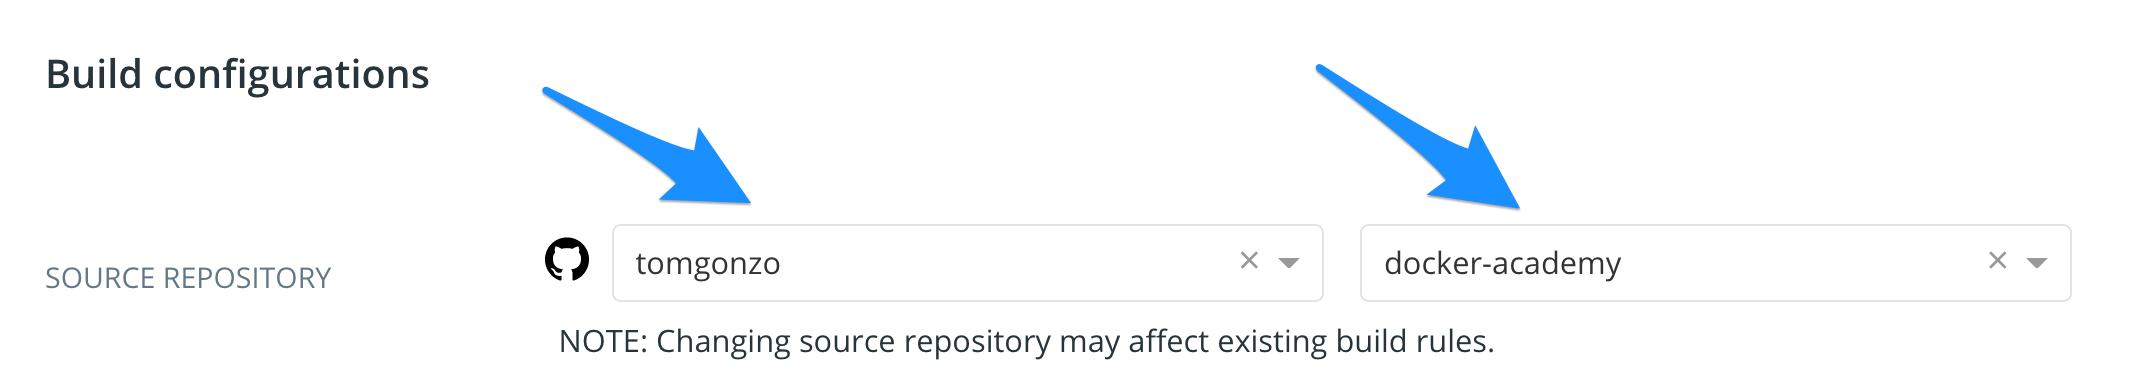 Build configurations
SOURCE REPOSITORY
tomgonzo
docker-academy
NOTE: Changing source repository may affect existing build rules.